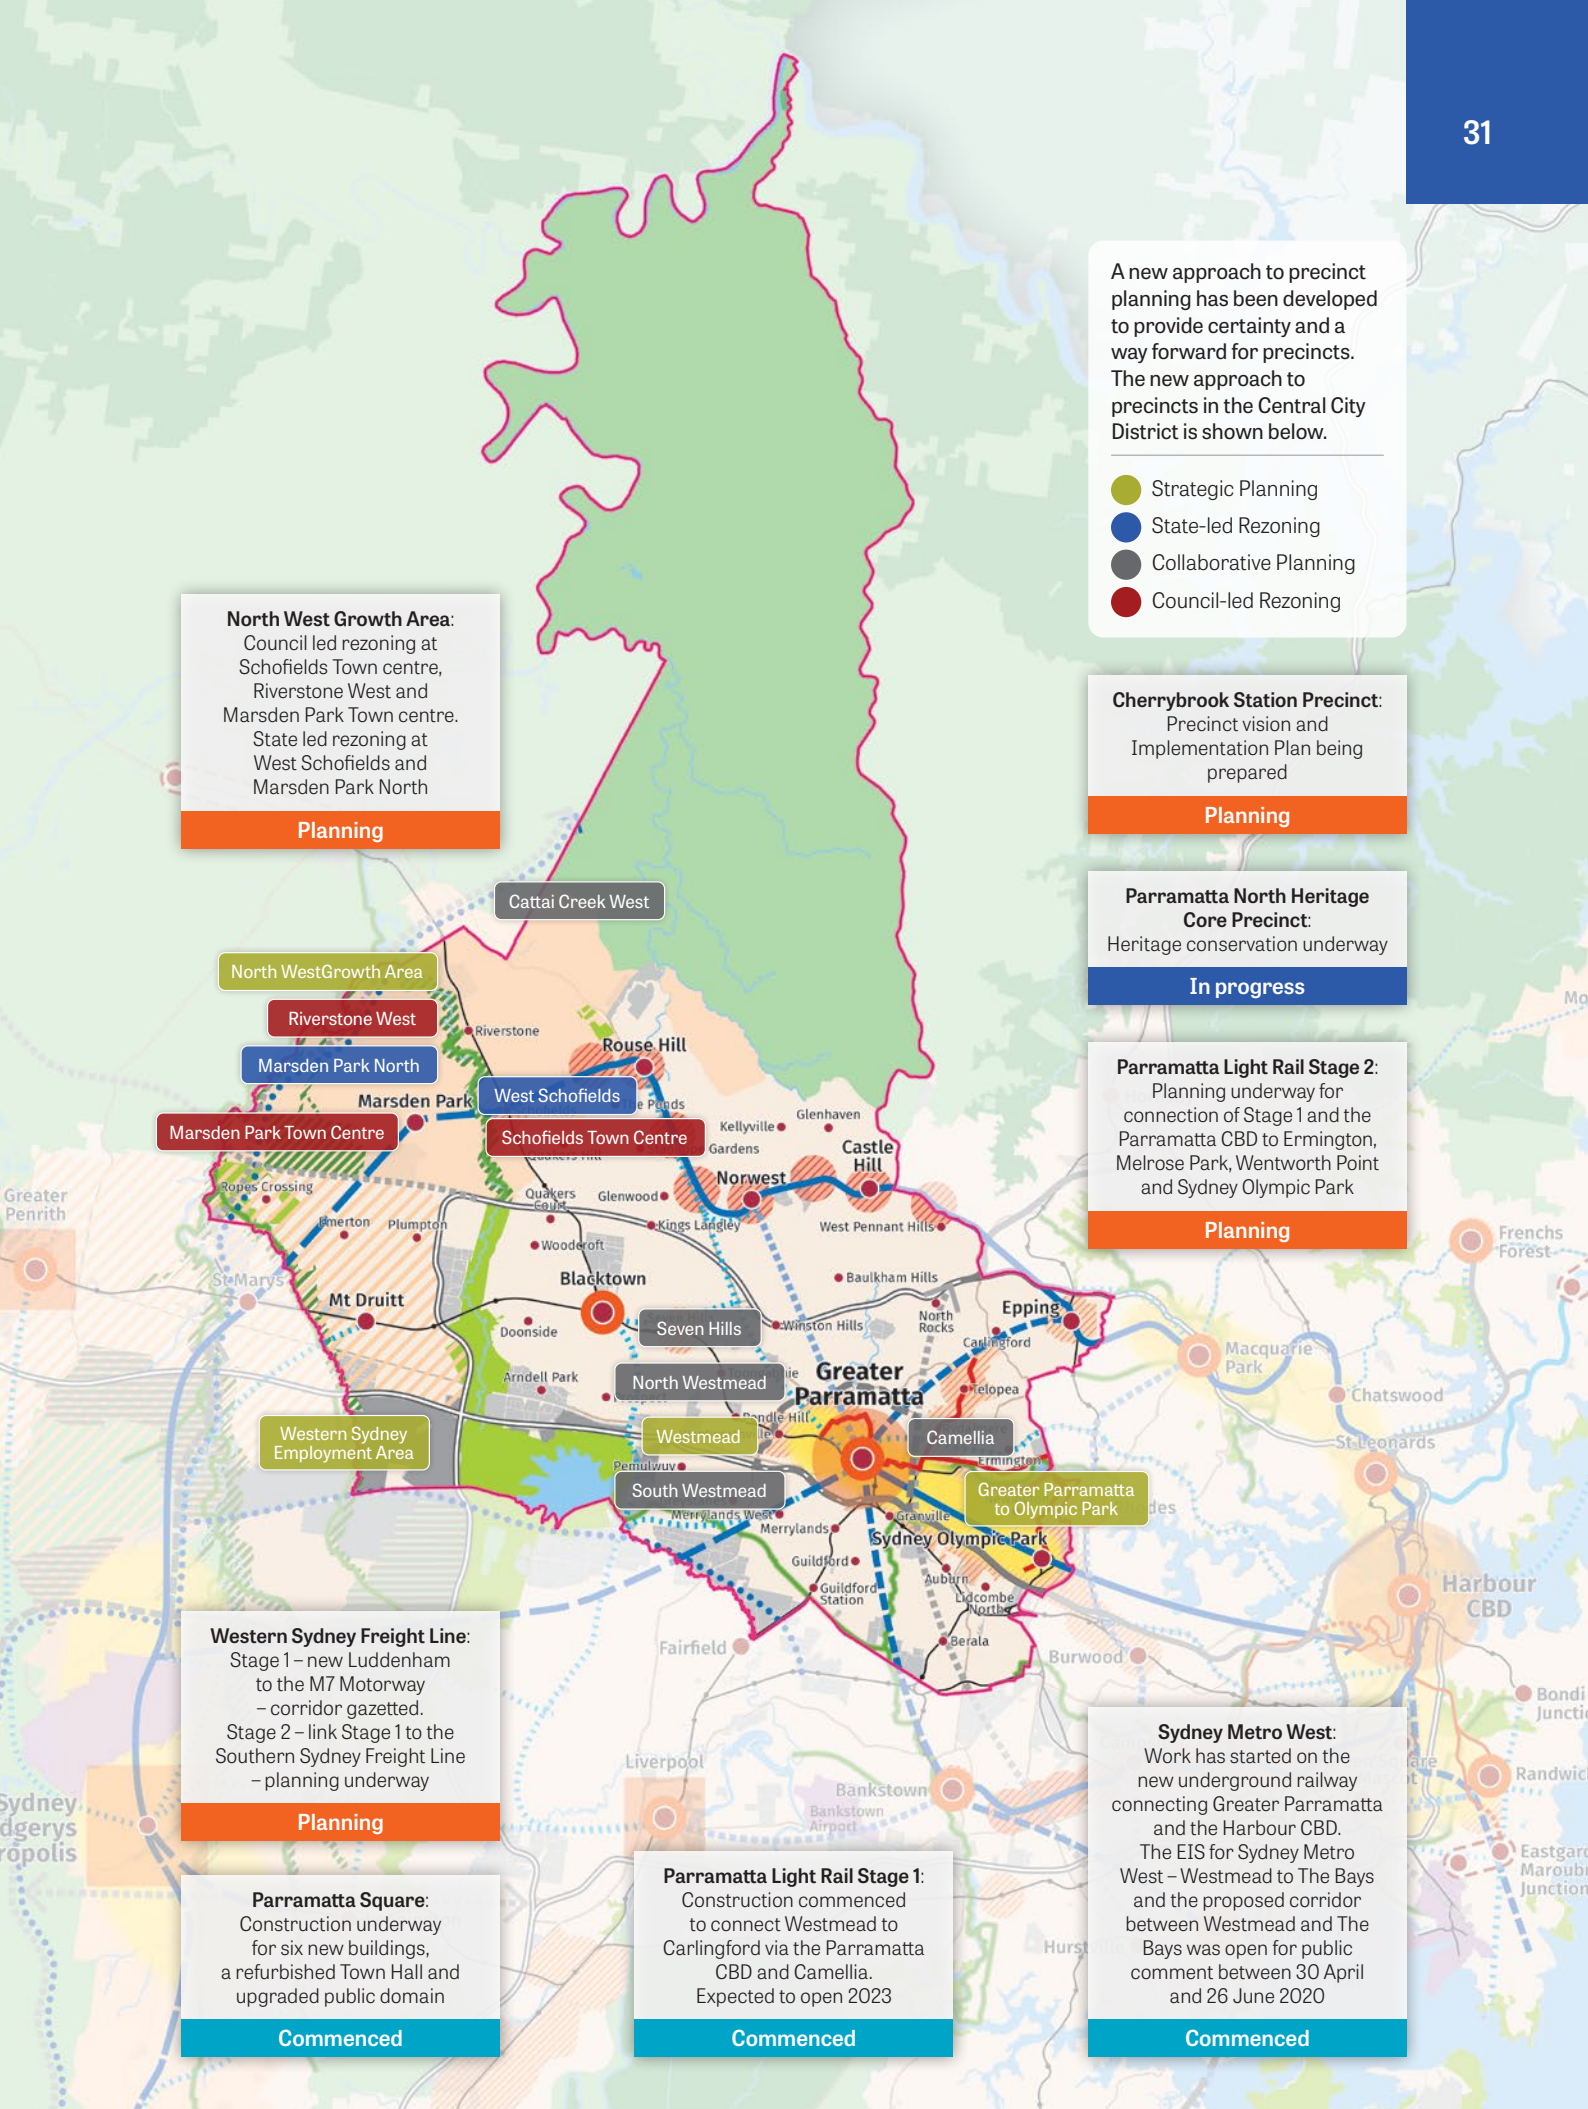 31
A new approach to precinct
planning has been developed
to provide certainty and a
way forward for precincts.
The new approach to
precincts in the Central City
District is shown below.
Strategic Planning
State-led Rezoning
Collaborative Planning
Council-led Rezoning
North West Growth Area:
Council led rezoning at
Schofields Town centre,
Riverstone West and
Marsden Park Town centre.
State led rezoning at
West Schofields and
Marsden Park North
Planning
Cherrybrook Station Precinct:
Precinct vision and
Implementation Plan being
prepared
Planning
Parramatta North Heritage
Core Precinct:
Heritage conservation underway
In progress
Parramatta Light Rail Stage 2:
Planning underway for
connection of Stage 1 and the
Parramatta CBD to Ermington,
Melrose Park, Wentworth Point
and Sydney Olympic Park
Planning
Cattai Creek West
North WestGrowth Area
Riverstone West
Riverstone
Marsden Park North
Rouse Hill
Marsden Park
West Schofields
Marsden Park Town Centre
Schofields Town Centre
Kellyville
Glenhaven
Gardens
Castle
Hill
Norwest
Ropes Crossing
Quakers
Court
Glenwood
Emerton
Plumpton
Kings Langley
West Pennant Hills
Woodcroft
Greater
Penrith
St Marys
Blacktown
Baulkham Hills
Mt Druitt
Doonside
Seven Hills
Winston Hills
North
Rocks
Epping
Carlingford
Frenchs
Forest
Macquarie
Park
Chatswood
Arndell Park
North Westmead
Greater
Parramatta
Telopea
Pendle Hill
Western Sydney
Employment Area
Westmead
Camellia
St Leonards
Pemulwuy
Ermington
South Westmead
Greater Parramatta
to Olympic Park
Merrylands West
Merrylands
Granville
Sydney Olympic Park
Guildford
Auburn
Guildford
Station
Lidcombe
North
Berala
Harbour
CBD
Fairfield
Burwood
Liverpool
Bankstown
Bankstown
Airport
Western Sydney Freight Line:
Stage 1 – new Luddenham
to the M7 Motorway
– corridor gazetted.
Stage 2 – link Stage 1 to the
Southern Sydney Freight Line
– planning underway
Planning
Parramatta Square:
Construction underway
for six new buildings,
a refurbished Town Hall and
upgraded public domain
Commenced
Parramatta Light Rail Stage 1:
Construction commenced
to connect Westmead to
Carlingford via the Parramatta
CBD and Camellia.
Expected to open 2023
Commenced
Sydney Metro West:
Work has started on the
new underground railway
connecting Greater Parramatta
and the Harbour CBD.
The EIS for Sydney Metro
West – Westmead to The Bays
and the proposed corridor
between Westmead and The
Bays was open for public
comment between 30 April
and 26 June 2020
Commenced
Bondi
Sydney